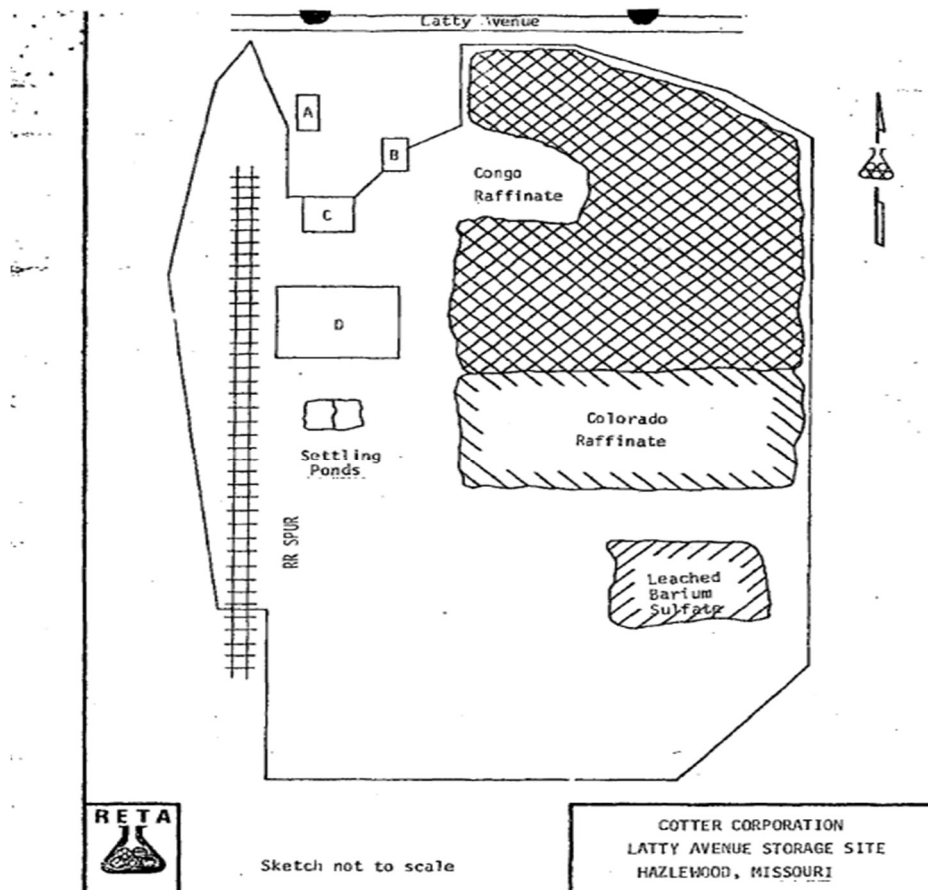 Latty Avenue
A
B
Congo
Raffinate
C
D
Colorado
Raffinate
Settling
Ponds
RR SPUR
Leached
Barium
Sulfate
RETA
Sketch not to scale
COTTER CORPORATION
LATTY AVENUE STORAGE SITE
HAZLEWOOD, MISSOURI